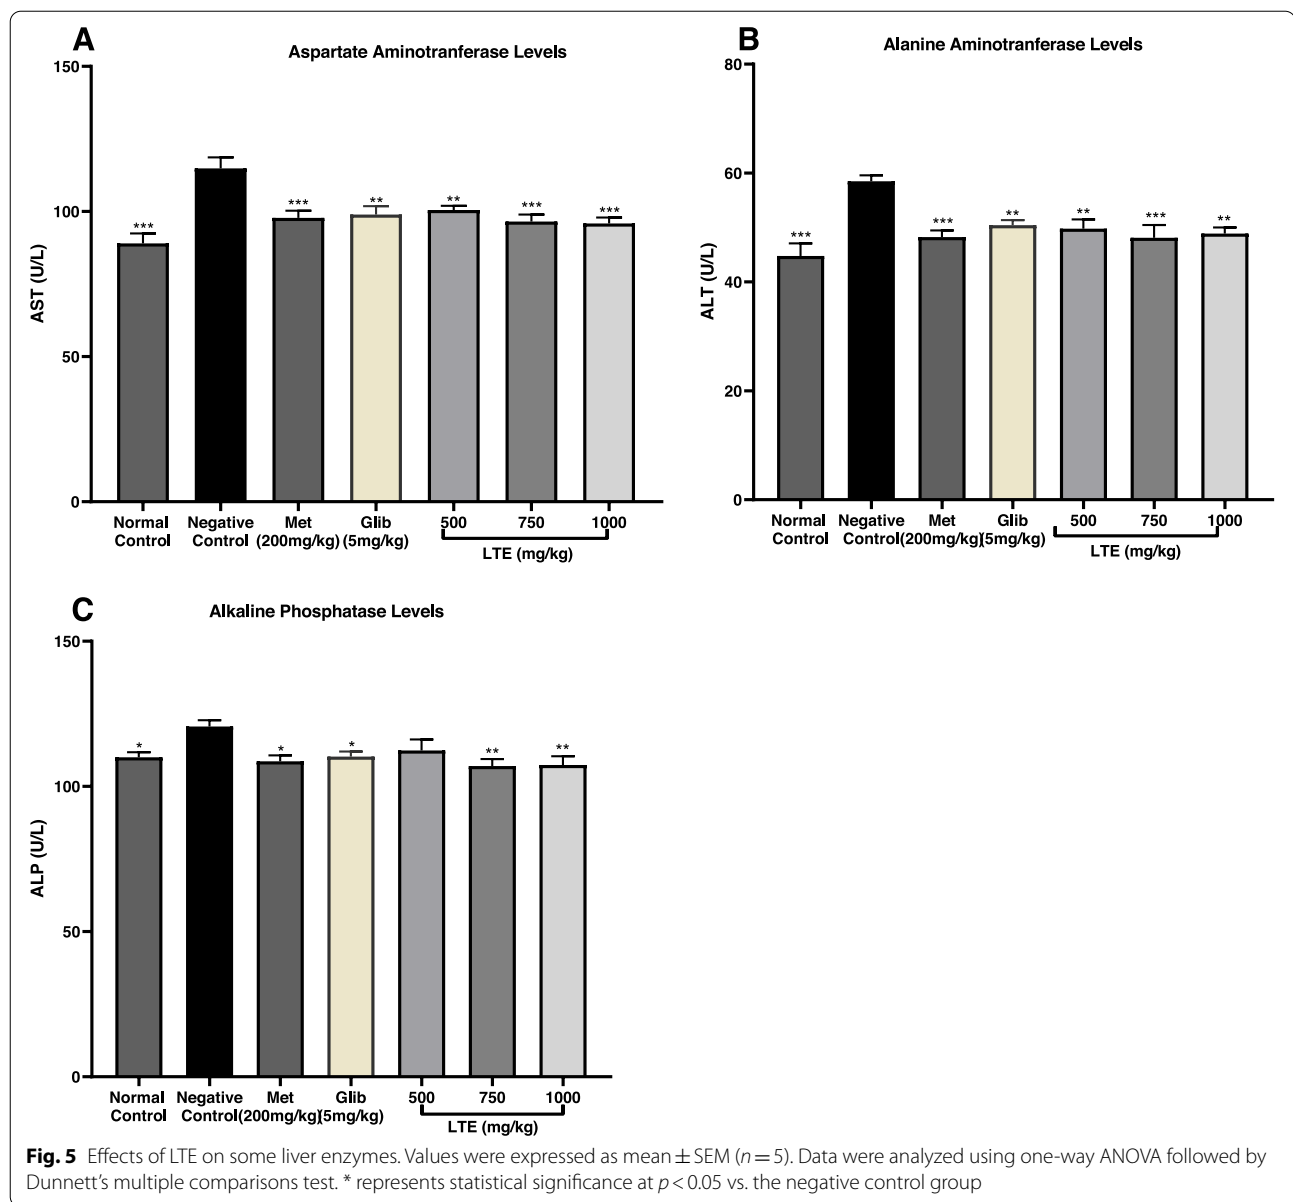 A
Aspartate Aminotranferase Levels
150
100
50
0
AST (U/L)
***
***
**
**
***
***
Normal Control
Negative Control
Met (200mg/kg)
Glib (5mg/kg)
500
750
1000
LTE (mg/kg)
B
Alanine Aminotranferase Levels
80
60
40
20
0
ALT (U/L)
***
***
**
**
***
**
Normal Control
Negative Control
Met (200mg/kg)
Glib (5mg/kg)
500
750
1000
LTE (mg/kg)
C
Alkaline Phosphatase Levels
150
100
50
0
ALP (U/L)
*
*
*
**
**
Normal Control
Negative Control
Met (200mg/kg)
Glib (5mg/kg)
500
750
1000
LTE (mg/kg)
Fig. 5 Effects of LTE on some liver enzymes. Values were expressed as mean ± SEM (n = 5). Data were analyzed using one-way ANOVA followed by
Dunnett's multiple comparisons test. * represents statistical significance at p < 0.05 vs. the negative control group